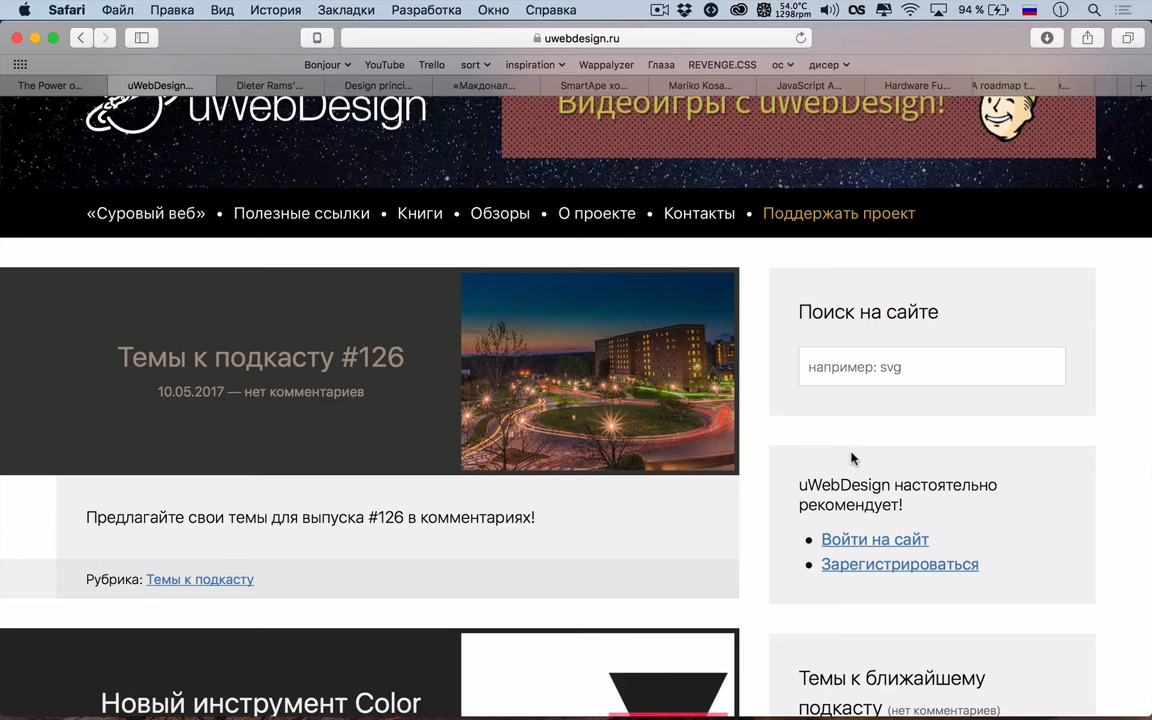 Safari Файл Правка Вид История Закладки Разработка Окно Справка
54.0°C
1298rpm
94 %
uwebdesign.ru
Bonjour YouTube Trello sort inspiration Wappalyzer Глаза REVENGE.CSS ос дисер
The Power o... uWebDesign... Dieter Rams'... Design princi... «Макдонал... SmartApe хо... Mariko Kosa... JavaScript A... Hardware Fu... A roadmap t...
uWebDesign
Видеоигры с uWebDesign!
«Суровый веб» • Полезные ссылки • Книги • Обзоры • О проекте • Контакты • Поддержать проект
Темы к подкасту #126
10.05.2017 — нет комментариев
Предлагайте свои темы для выпуска #126 в комментариях!
Рубрика: Темы к подкасту
Новый инструмент Color
Поиск на сайте
например: svg
uWebDesign настоятельно
рекомендует!
Войти на сайт
Зарегистрироваться
Темы к ближайшему
подкасту (нет комментариев)